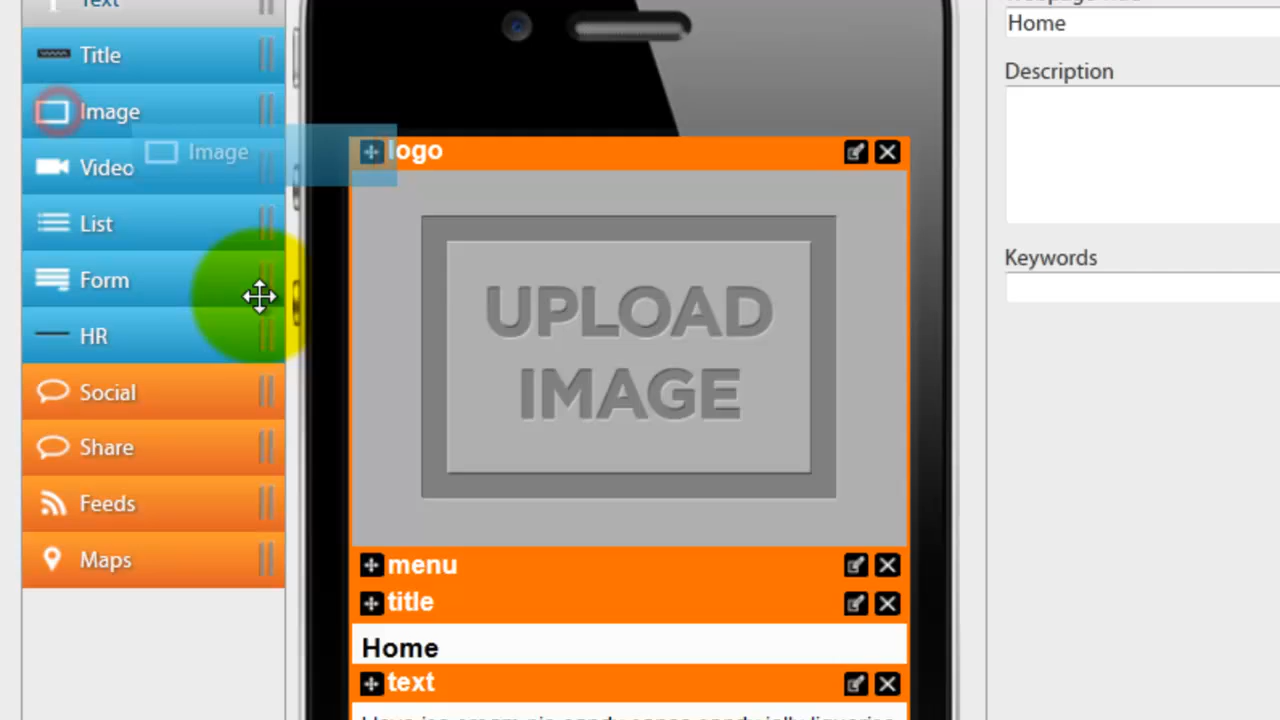 Text
Title
Image
Image
Video
List
Form
HR
Social
Share
Feeds
Maps
logo
UPLOAD
IMAGE
menu
title
Home
text
Home
Description
Keywords